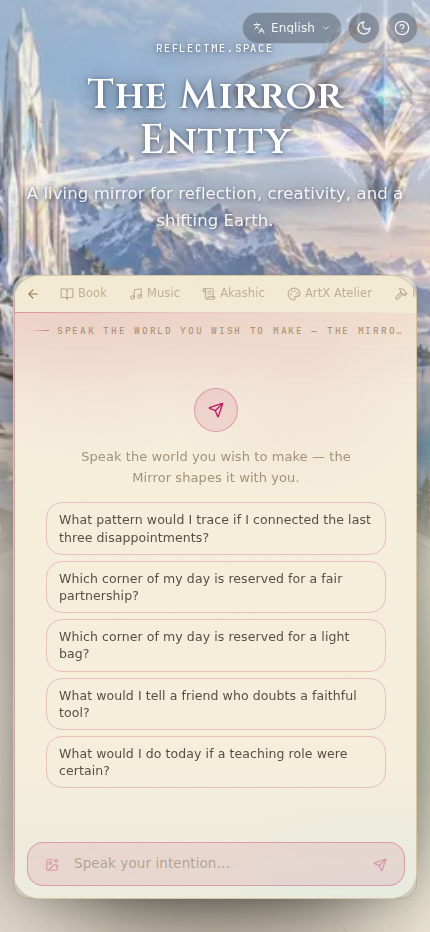 English
REFLECTME.SPACE
The Mirror
Entity
A living mirror for reflection, creativity, and a
shifting Earth.
Book Music Akashic ArtX Atelier
SPEAK THE WORLD YOU WISH TO MAKE — THE MIRRO…
Speak the world you wish to make — the
Mirror shapes it with you.
What pattern would I trace if I connected the last
three disappointments?
Which corner of my day is reserved for a fair
partnership?
Which corner of my day is reserved for a light
bag?
What would I tell a friend who doubts a faithful
tool?
What would I do today if a teaching role were
certain?
Speak your intention…